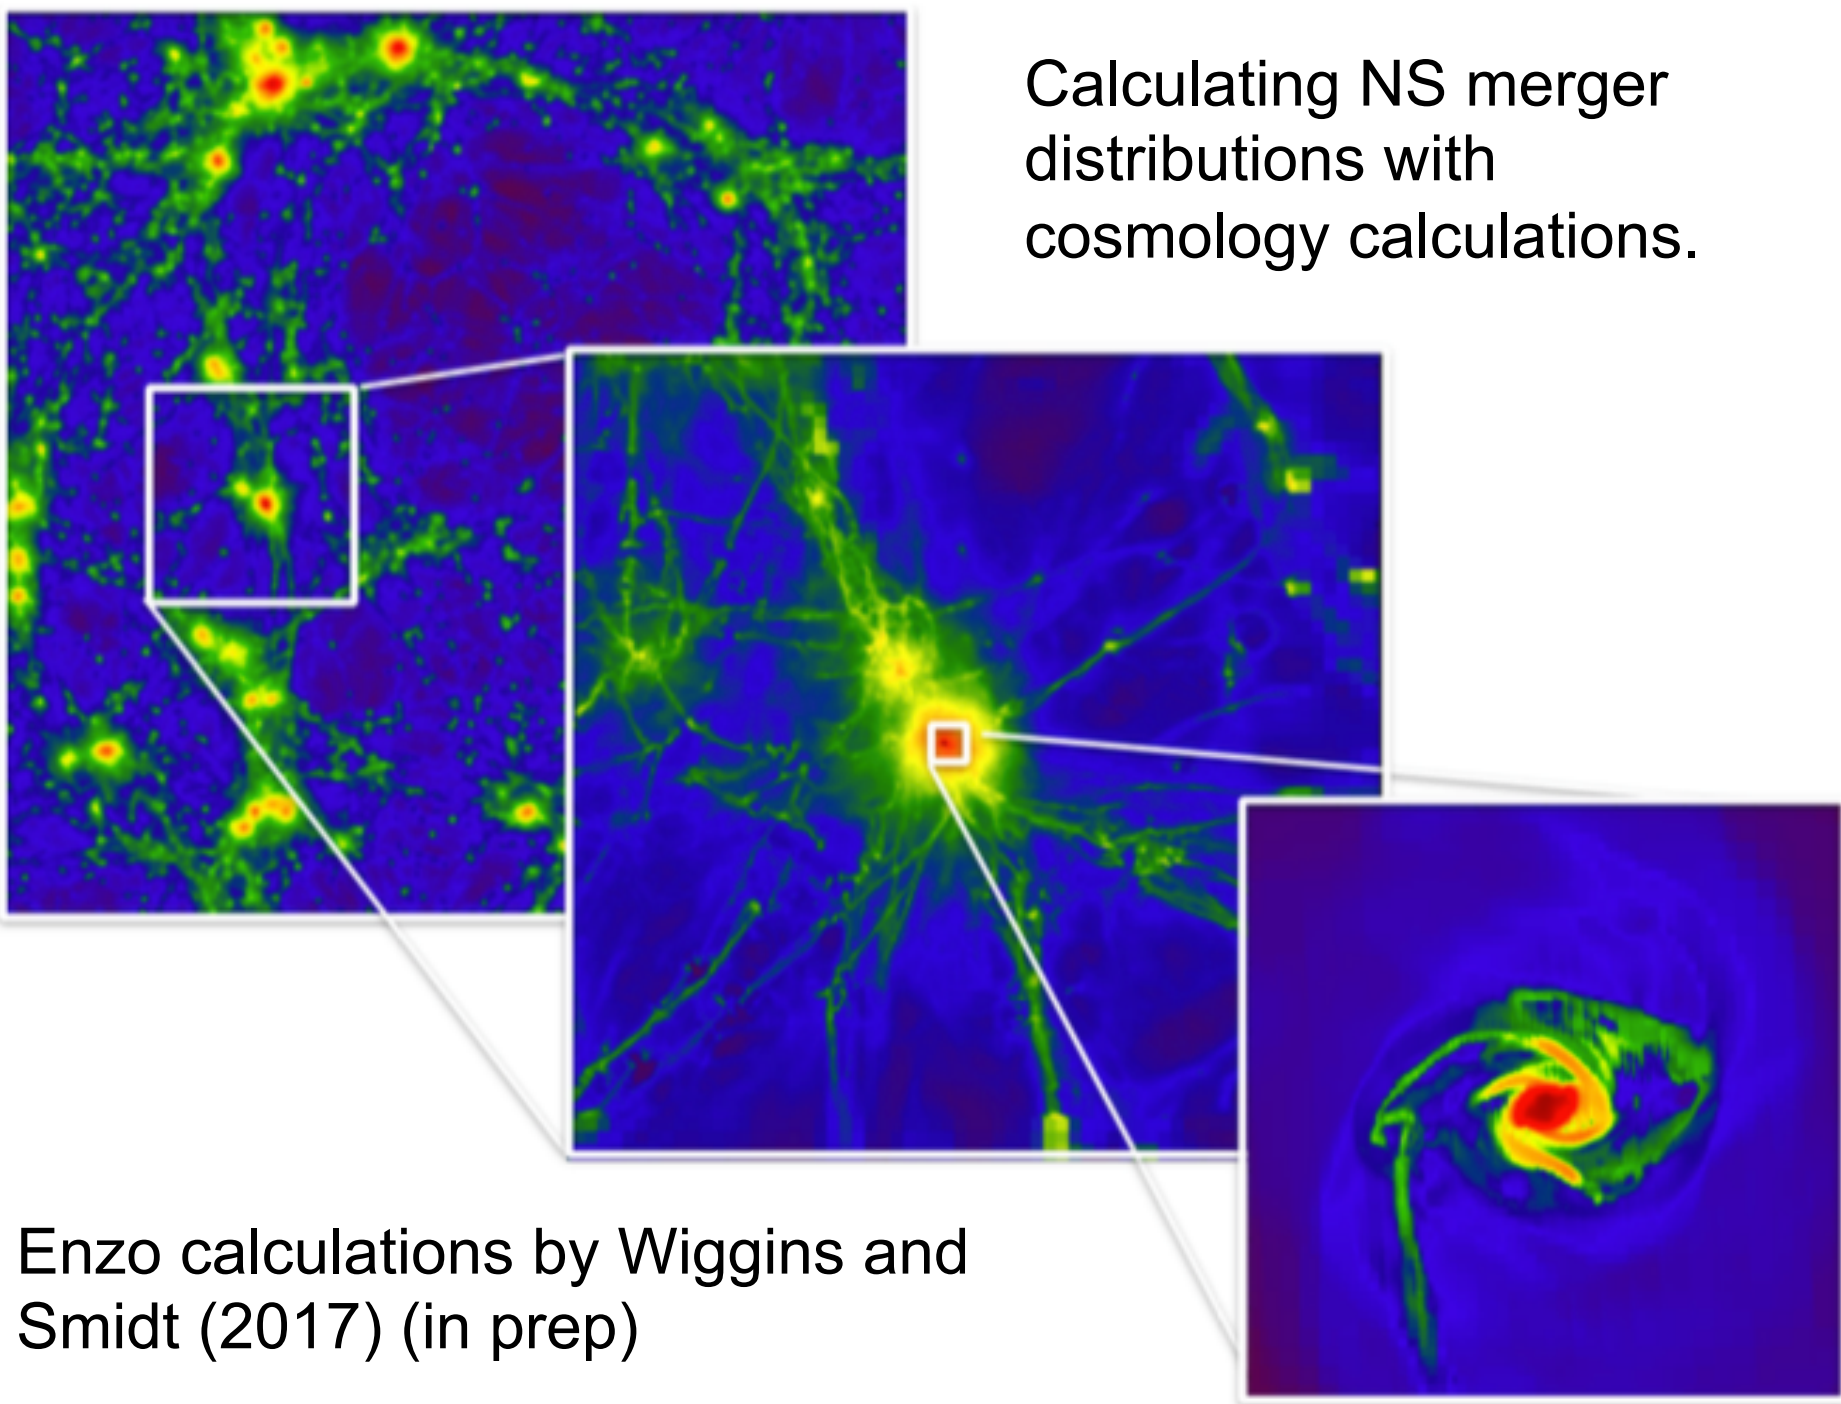 Calculating NS merger
distributions with
cosmology calculations.
Enzo calculations by Wiggins and
Smidt (2017) (in prep)